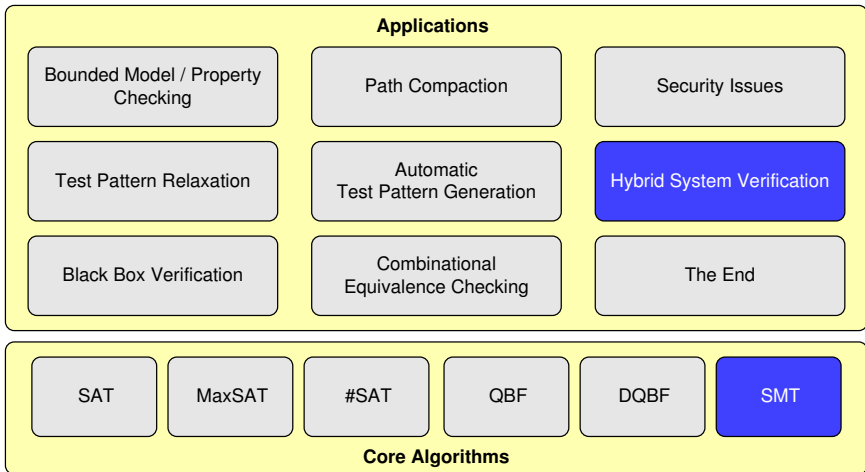 Applications
Bounded Model / Property
Checking
Path Compaction
Security Issues
Test Pattern Relaxation
Automatic
Test Pattern Generation
Hybrid System Verification
Black Box Verification
Combinational
Equivalence Checking
The End
SAT
MaxSAT
#SAT
QBF
DQBF
SMT
Core Algorithms